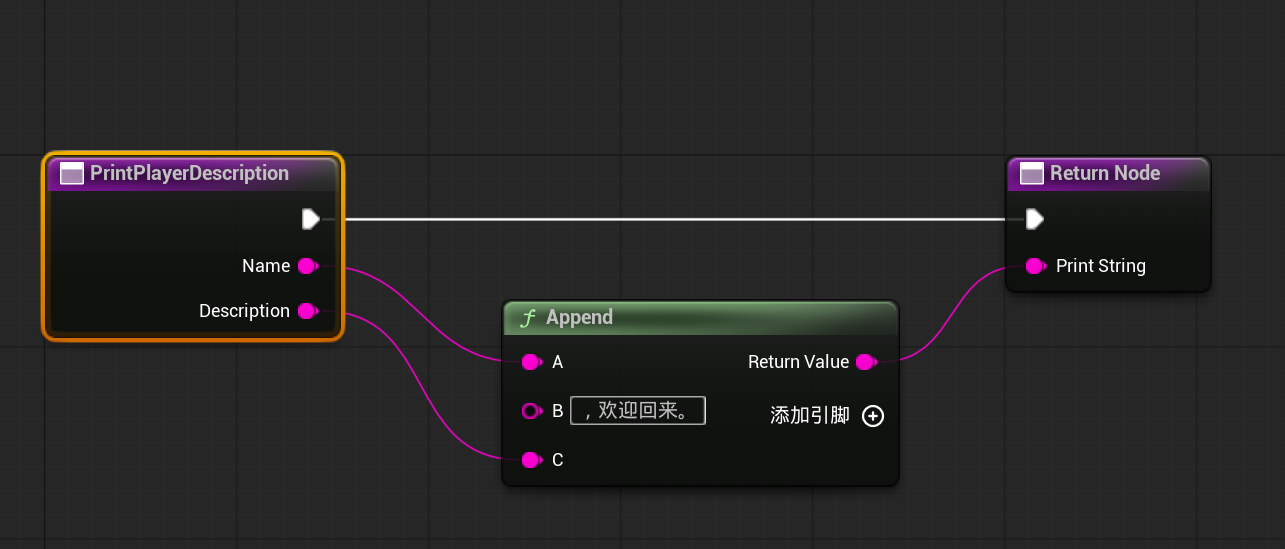 PrintPlayerDescription
Name
Description
Append
A
Return Value
B ，欢迎回来。
添加引脚
C
Return Node
Print String